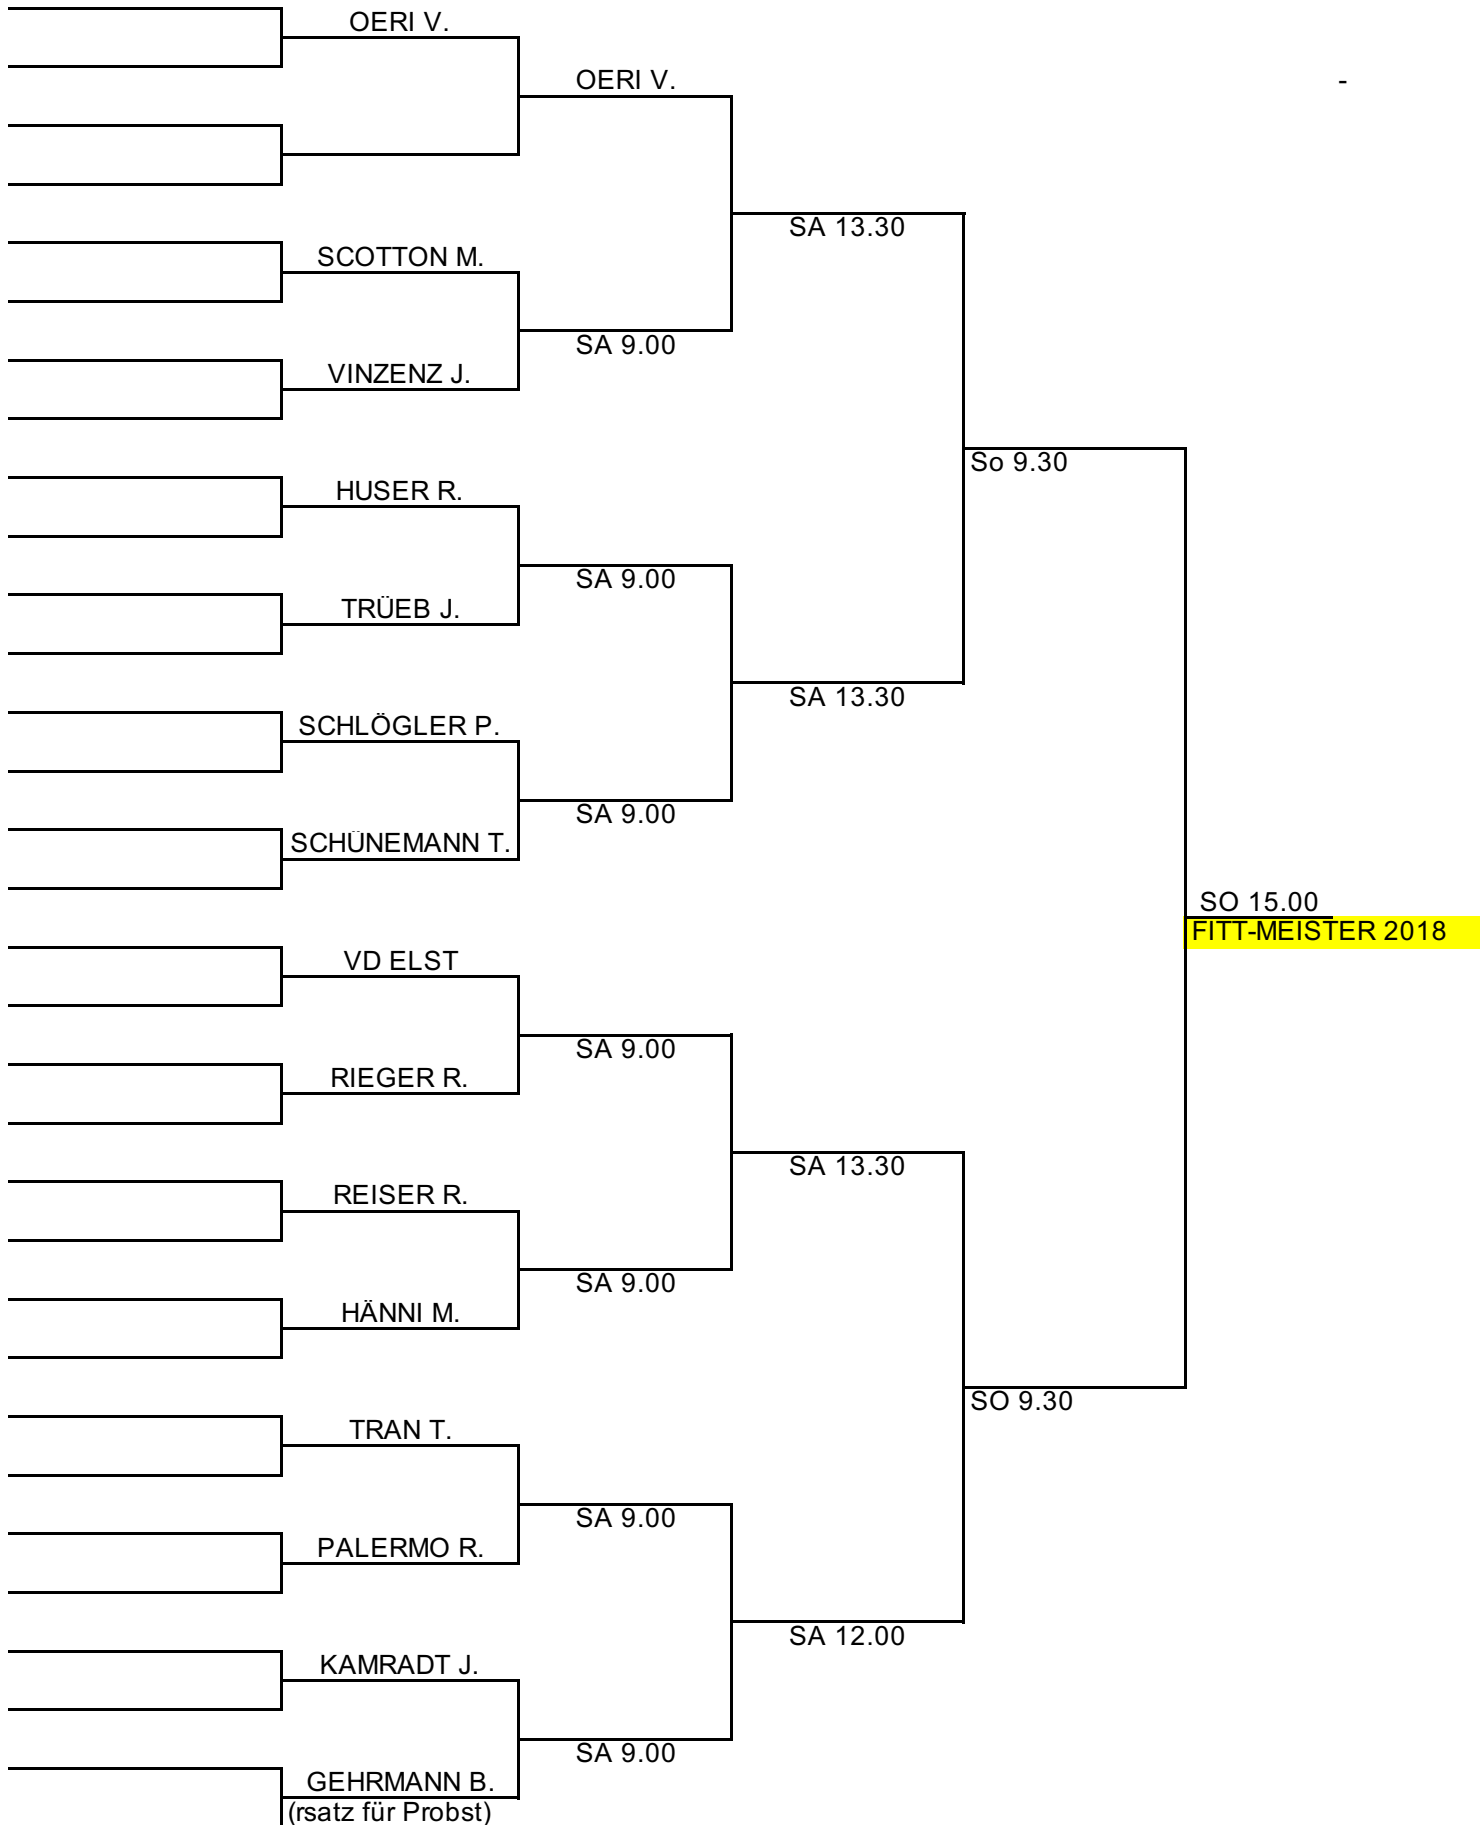 OERI V.
OERI V.
-
SA 13.30
SCOTTON M.
SA 9.00
VINZENZ J.
So 9.30
HUSER R.
SA 9.00
TRÜEB J.
SA 13.30
SCHLÖGLER P.
SA 9.00
SCHÜNEMANN T.
SO 15.00
FITT-MEISTER 2018
VD ELST
SA 9.00
RIEGER R.
SA 13.30
REISER R.
SA 9.00
HÄNNI M.
SO 9.30
TRAN T.
SA 9.00
PALERMO R.
SA 12.00
KAMRADT J.
SA 9.00
GEHRMANN B.
(rsatz für Probst)